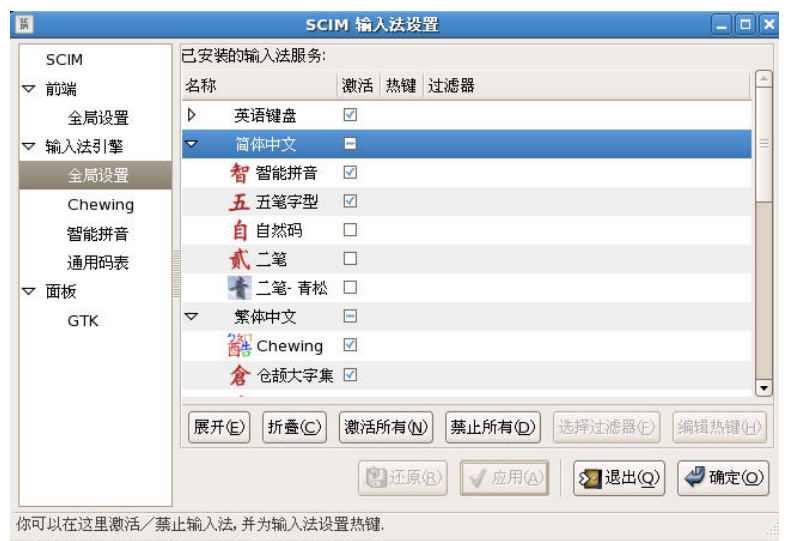 SCIM 输入法设置
SCIM
前端
全局设置
输入法引擎
全局设置
Chewing
智能拼音
通用码表
面板
GTK
已安装的输入法服务:
名称 激活 热键 过滤器
英语键盘
简体中文
智 智能拼音
五 五笔字型
自 自然码
貳 二笔
青 二笔- 青松
繁体中文
酷 Chewing
倉 仓颉大字集
展开(E) 折叠(C) 激活所有(N) 禁止所有(D) 选择过滤器(F) 编辑热键(H)
还原(R) 应用(A) 退出(Q) 确定(O)
你可以在这里激活／禁止输入法, 并为输入法设置热键.